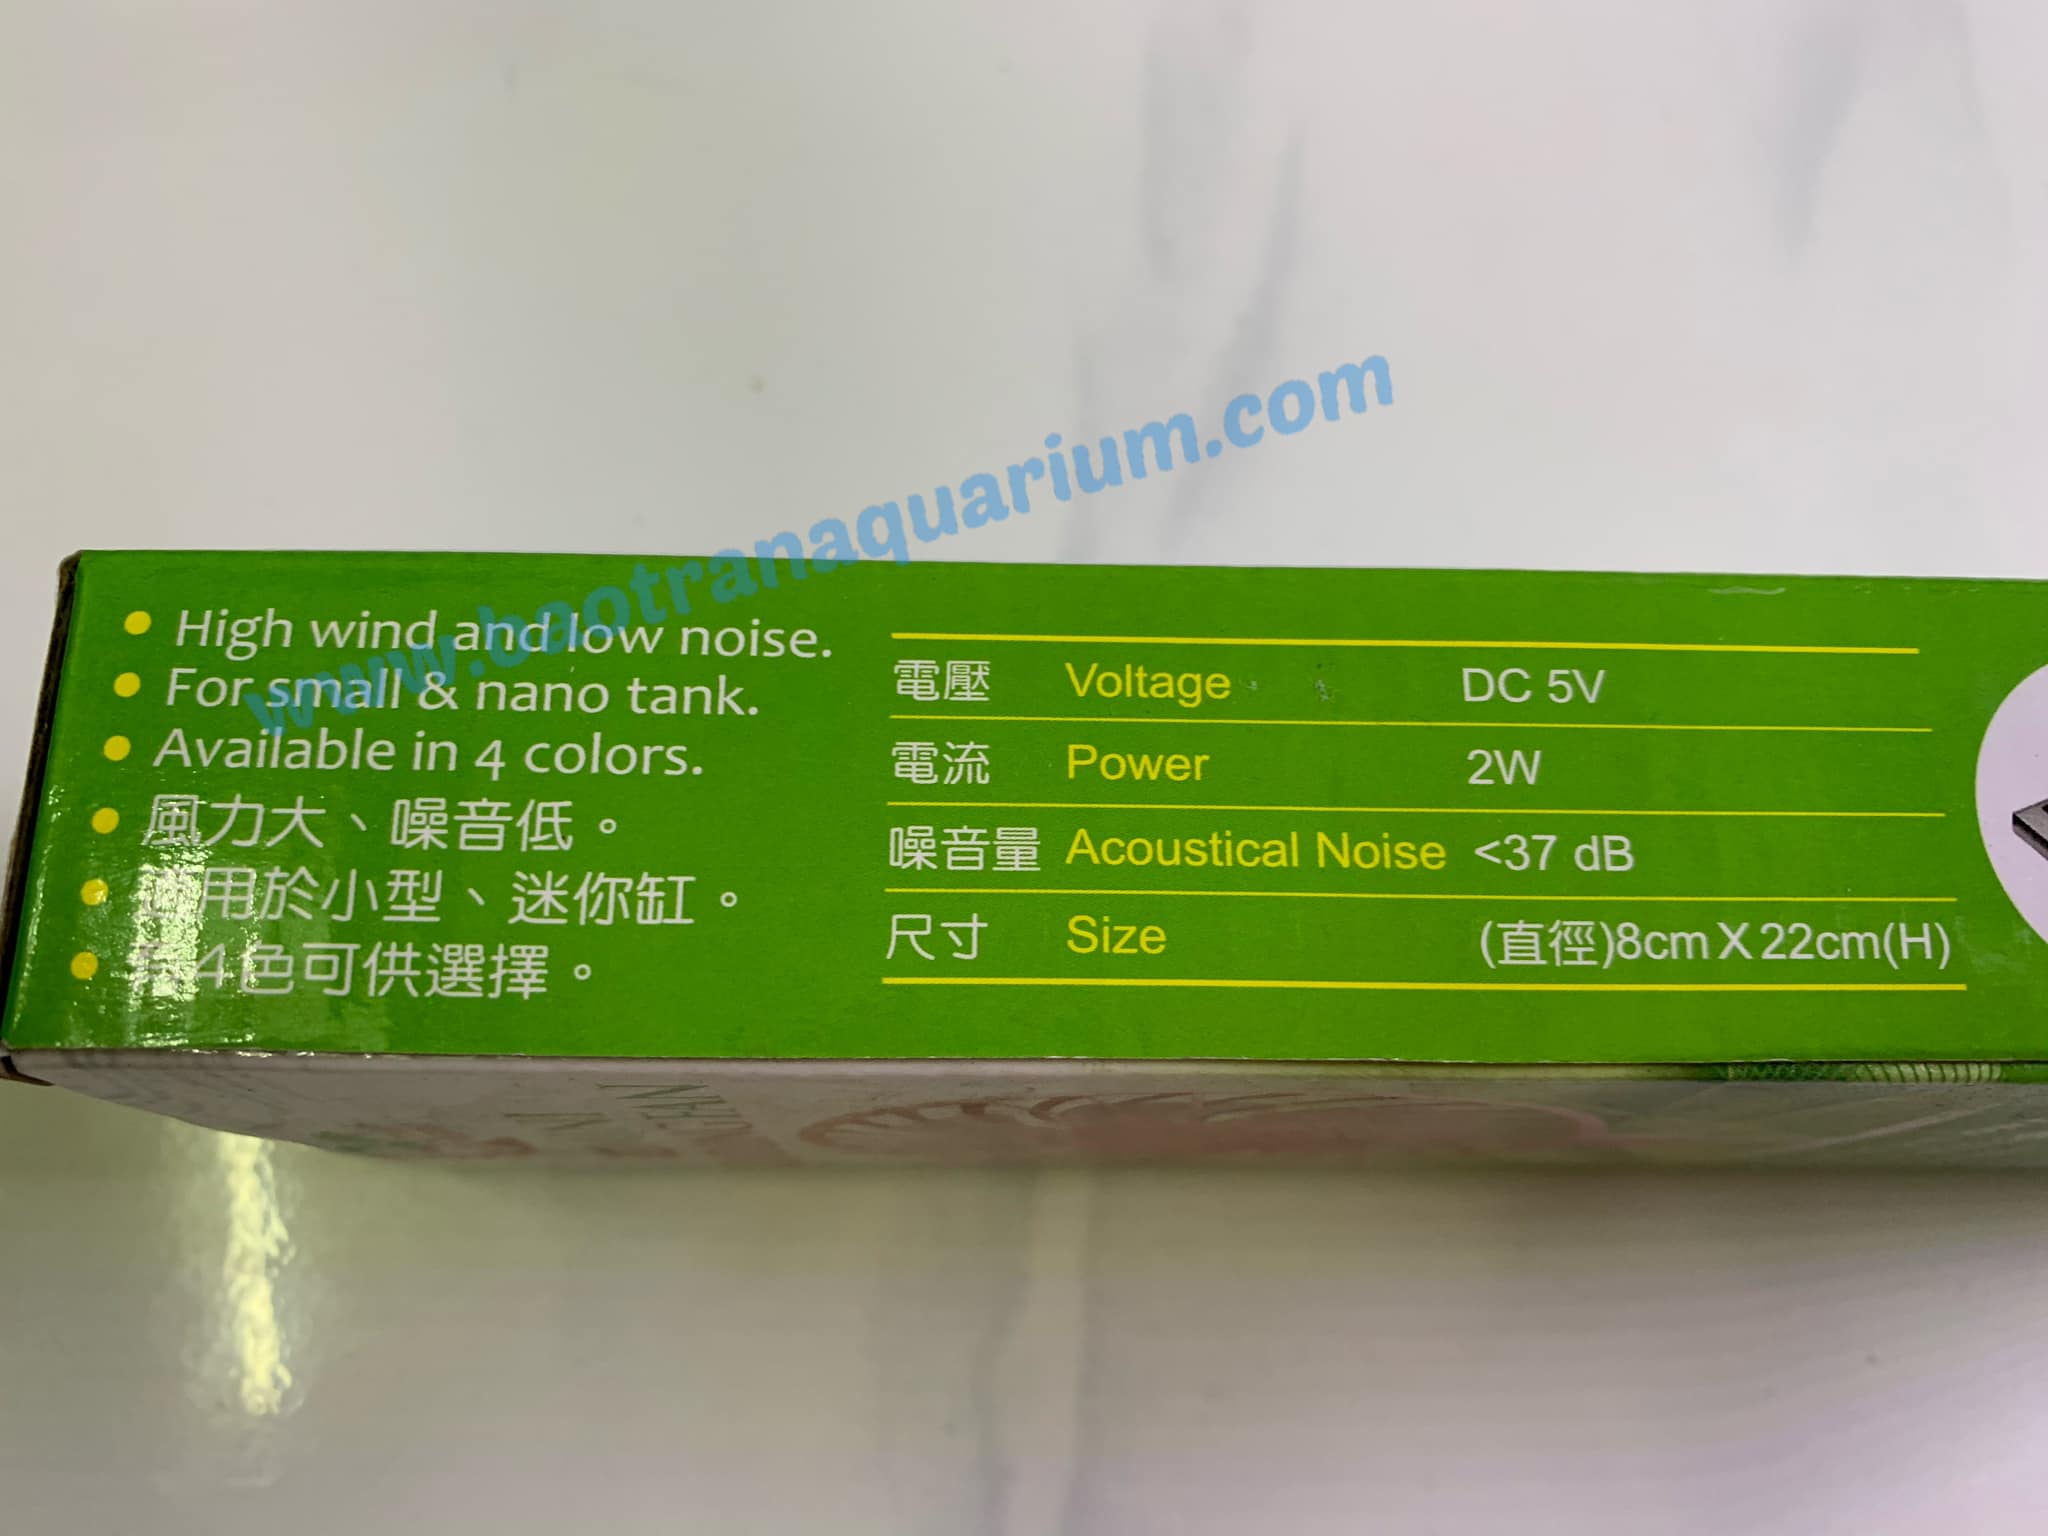 www.baotranaquarium.com
High wind and low noise.
For small & nano tank.
Available in 4 colors.
風力大、噪音低。
適用於小型、迷你缸。
4色可供選擇。
電壓 Voltage DC 5V
電流 Power 2W
噪音量 Acoustical Noise <37 dB
尺寸 Size (直徑)8cm X 22cm(H)